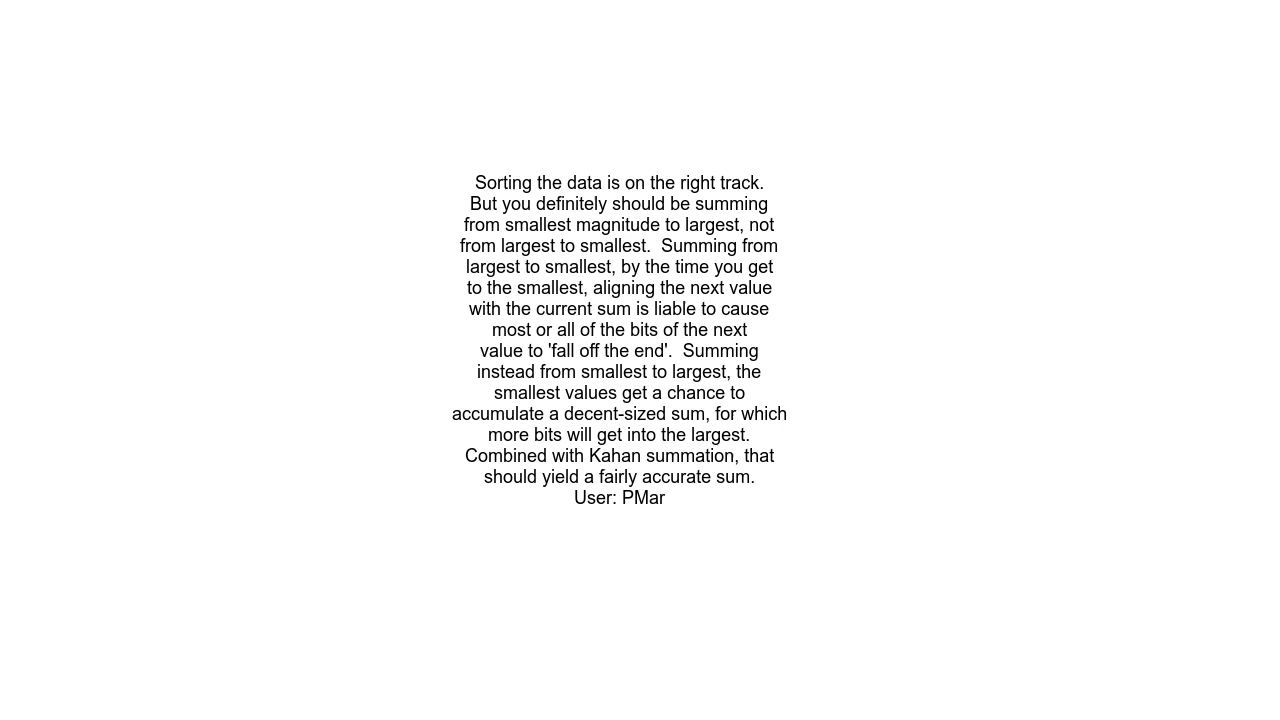 Sorting the data is on the right track.
But you definitely should be summing
from smallest magnitude to largest, not
from largest to smallest.  Summing from
largest to smallest, by the time you get
to the smallest, aligning the next value
with the current sum is liable to cause
most or all of the bits of the next
value to 'fall off the end'.  Summing
instead from smallest to largest, the
smallest values get a chance to
accumulate a decent-sized sum, for which
more bits will get into the largest.
Combined with Kahan summation, that
should yield a fairly accurate sum.
User: PMar